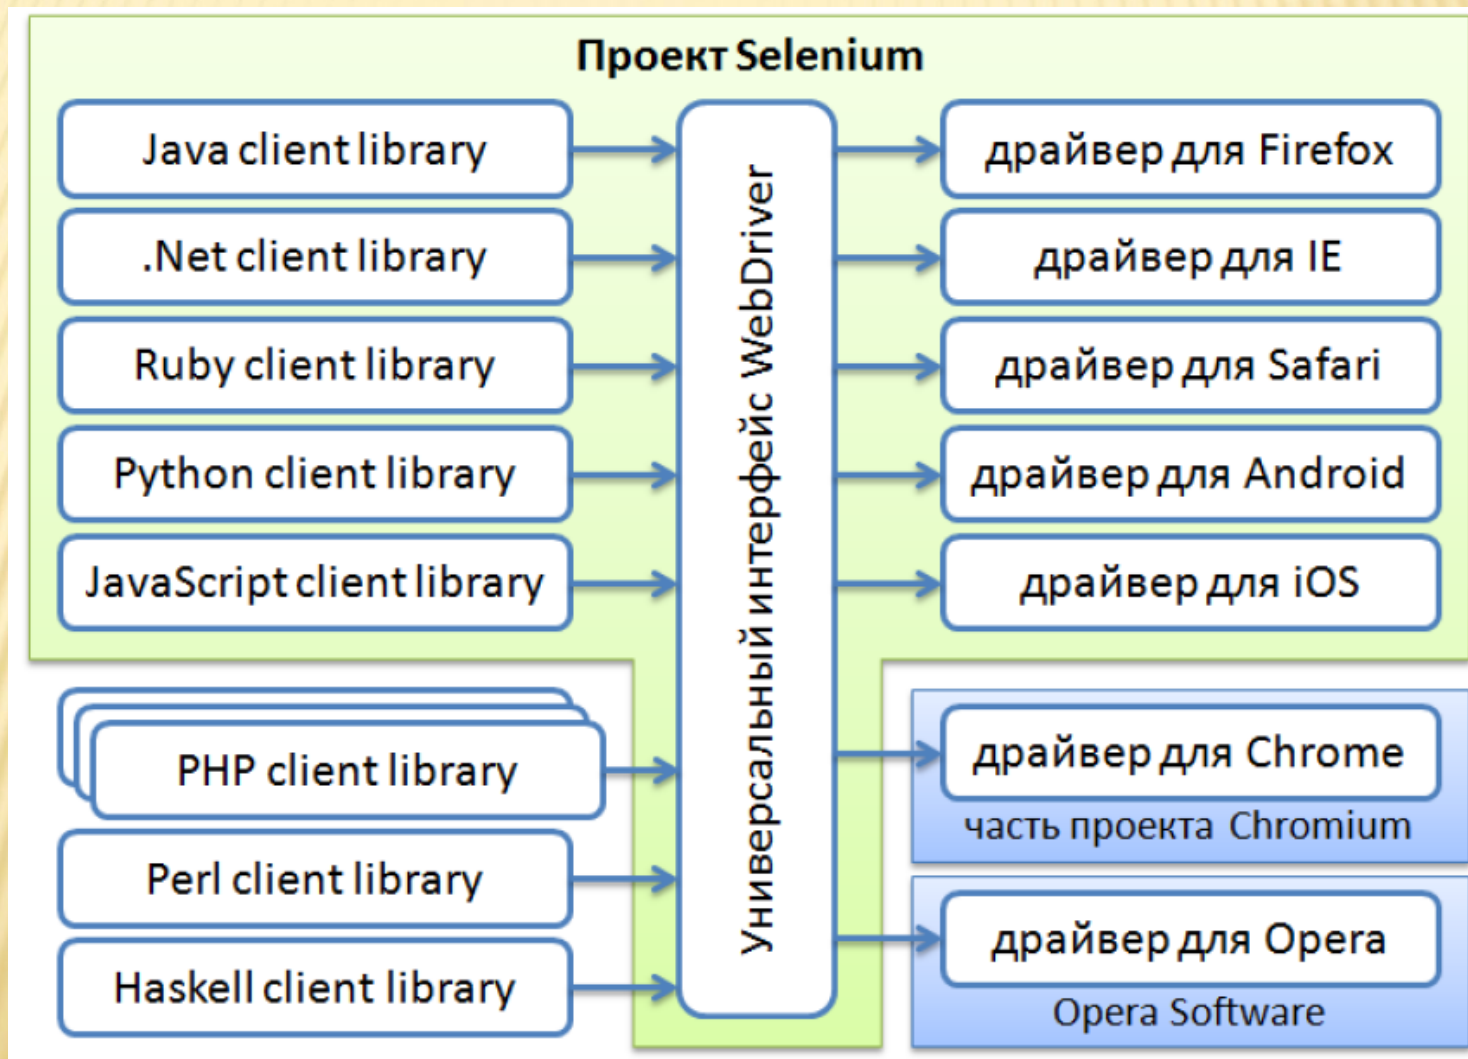 Проект Selenium
Java client library
.Net client library
Ruby client library
Python client library
JavaScript client library
PHP client library
Perl client library
Haskell client library
Универсальный интерфейс WebDriver
драйвер для Firefox
драйвер для IE
драйвер для Safari
драйвер для Android
драйвер для iOS
драйвер для Chrome
часть проекта Chromium
драйвер для Opera
Opera Software